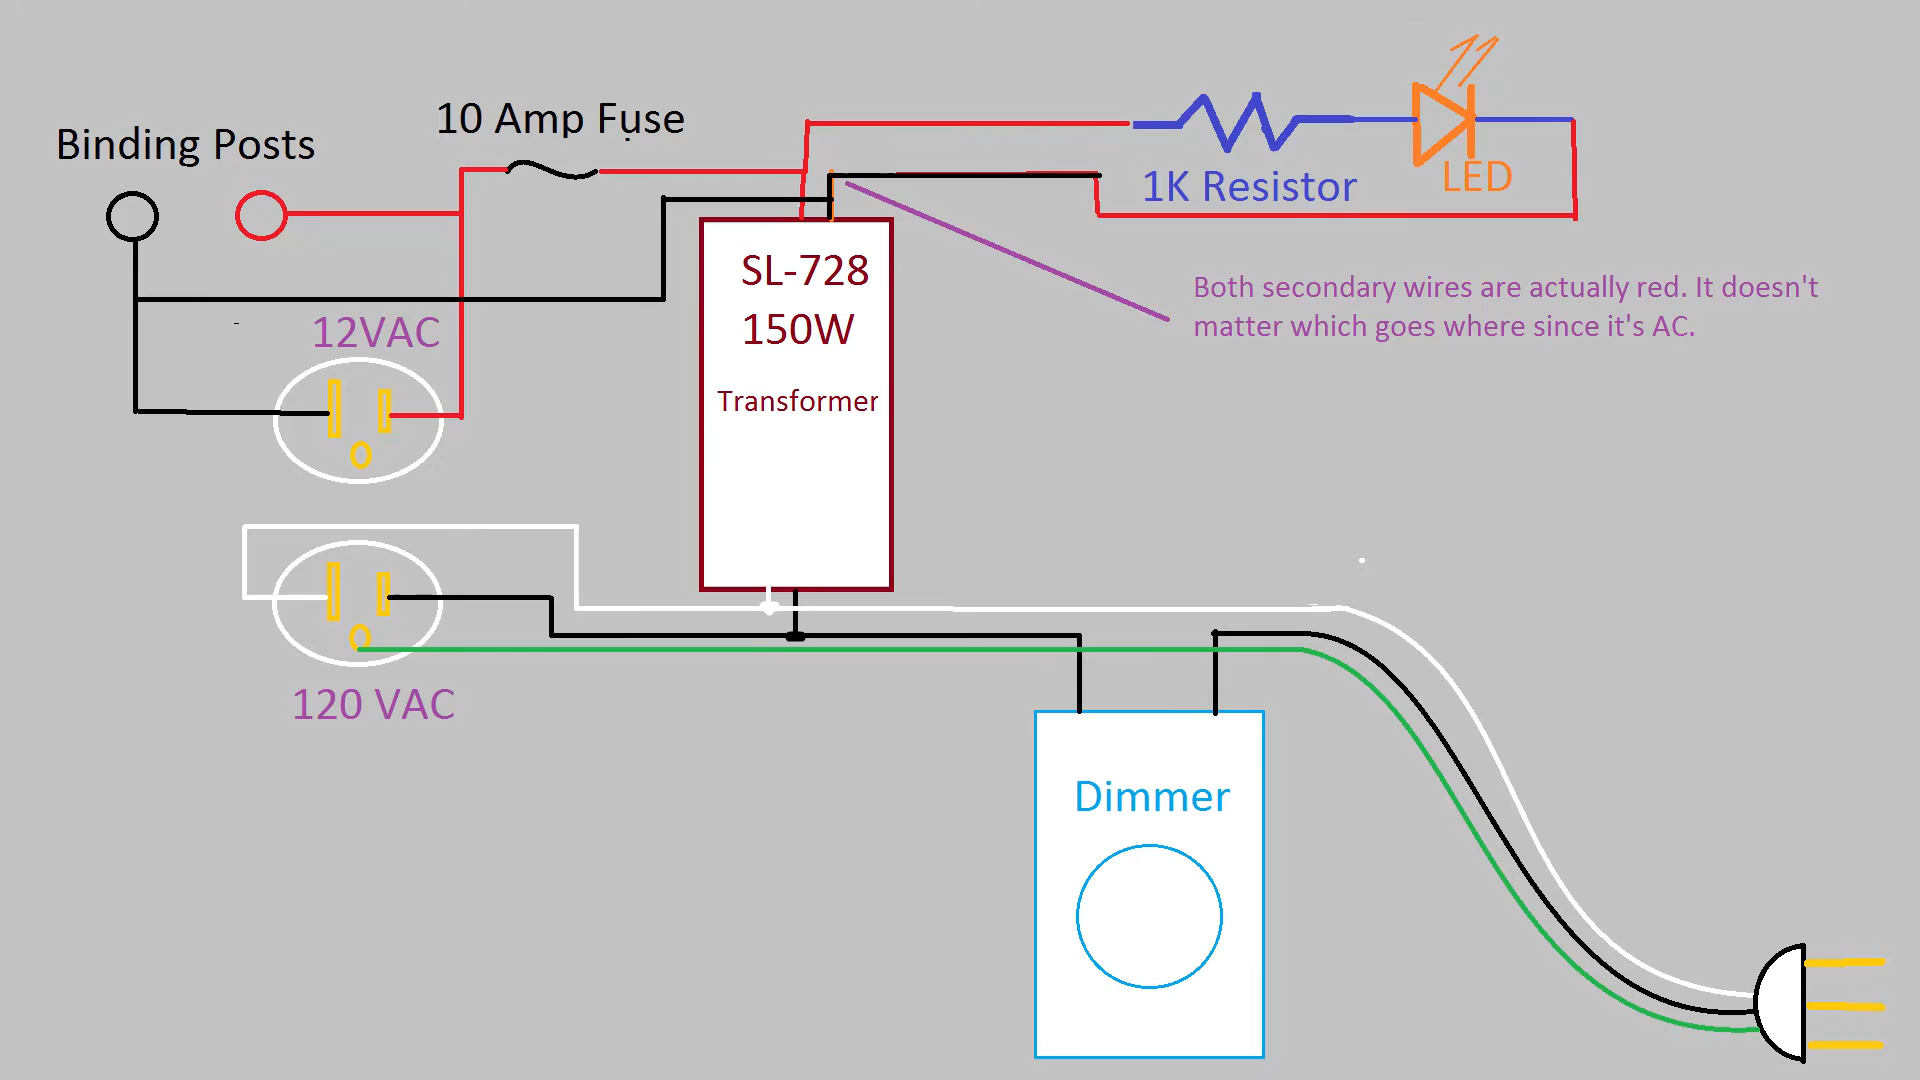 Binding Posts
10 Amp Fuse
1K Resistor
LED
SL-728
150W
Transformer
Both secondary wires are actually red. It doesn't
matter which goes where since it's AC.
12VAC
120 VAC
Dimmer